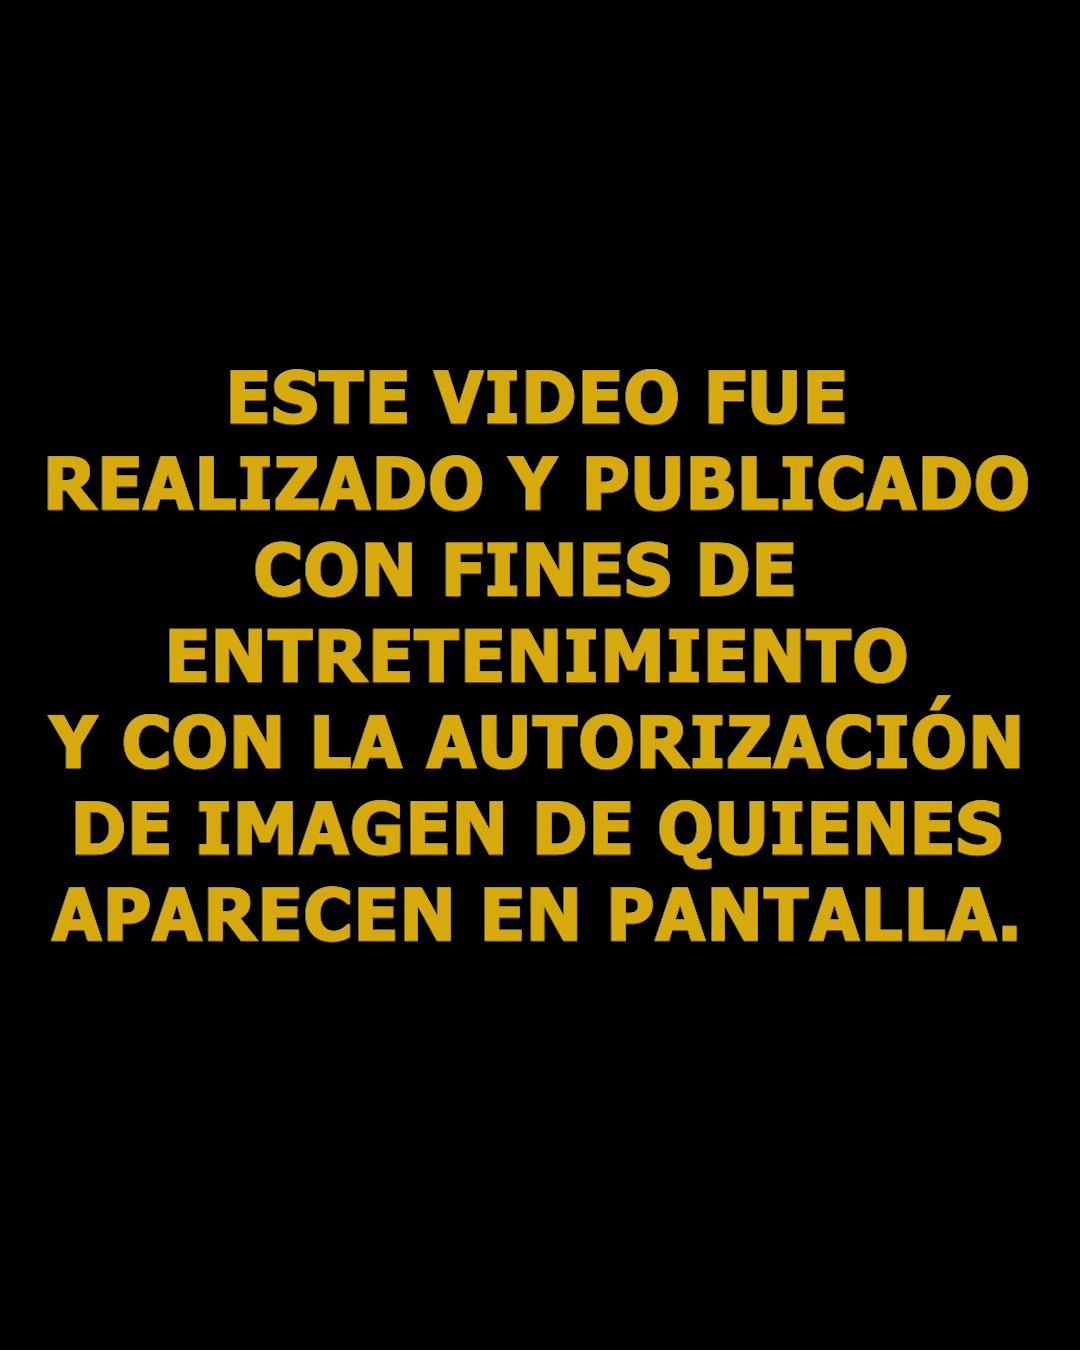 ESTE VIDEO FUE
REALIZADO Y PUBLICADO
CON FINES DE
ENTRETENIMIENTO
Y CON LA AUTORIZACIÓN
DE IMAGEN DE QUIENES
APARECEN EN PANTALLA.